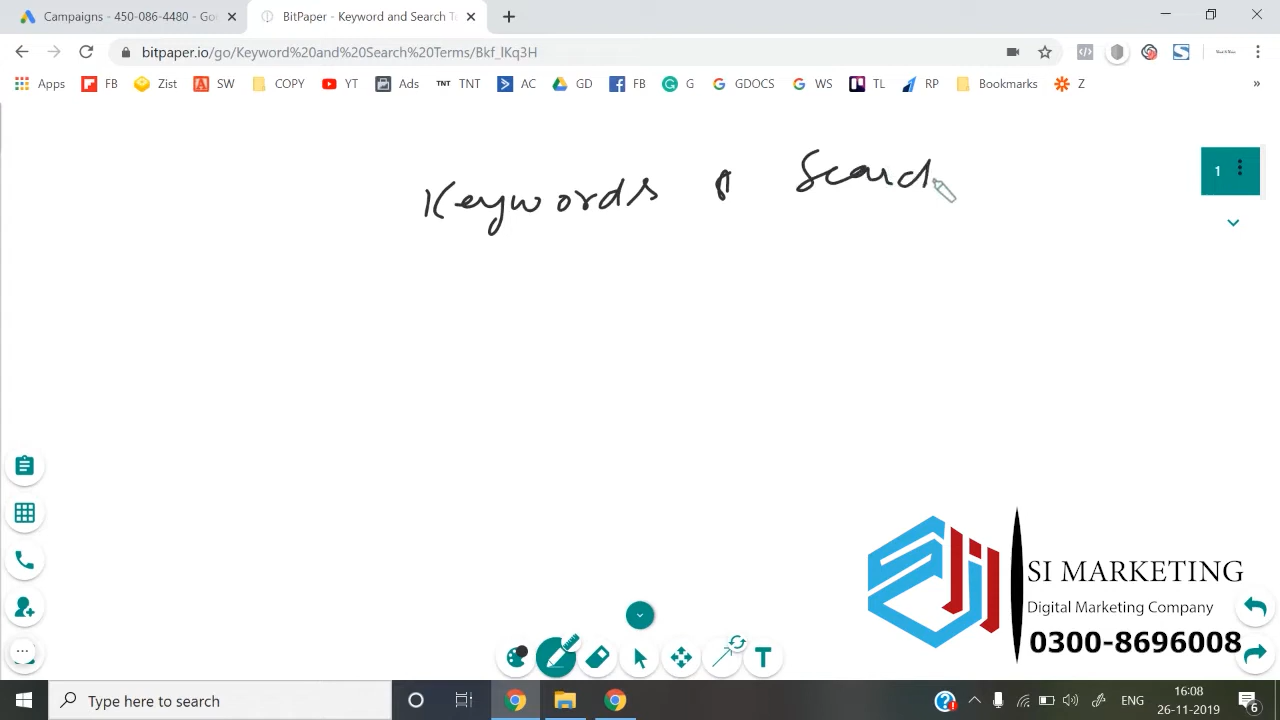 Campaigns - 450-086-4480 - Go
BitPaper - Keyword and Search T
bitpaper.io/go/Keyword%20and%20Search%20Terms/Bkf_lKq3H
Apps FB Zist SW COPY YT Ads TNT TNT AC GD FB G GDOCS WS TL RP Bookmarks Z »
Keywords & Search
1
SI MARKETING
Digital Marketing Company
0300-8696008
T
Type here to search
ENG
16:08
26-11-2019
6